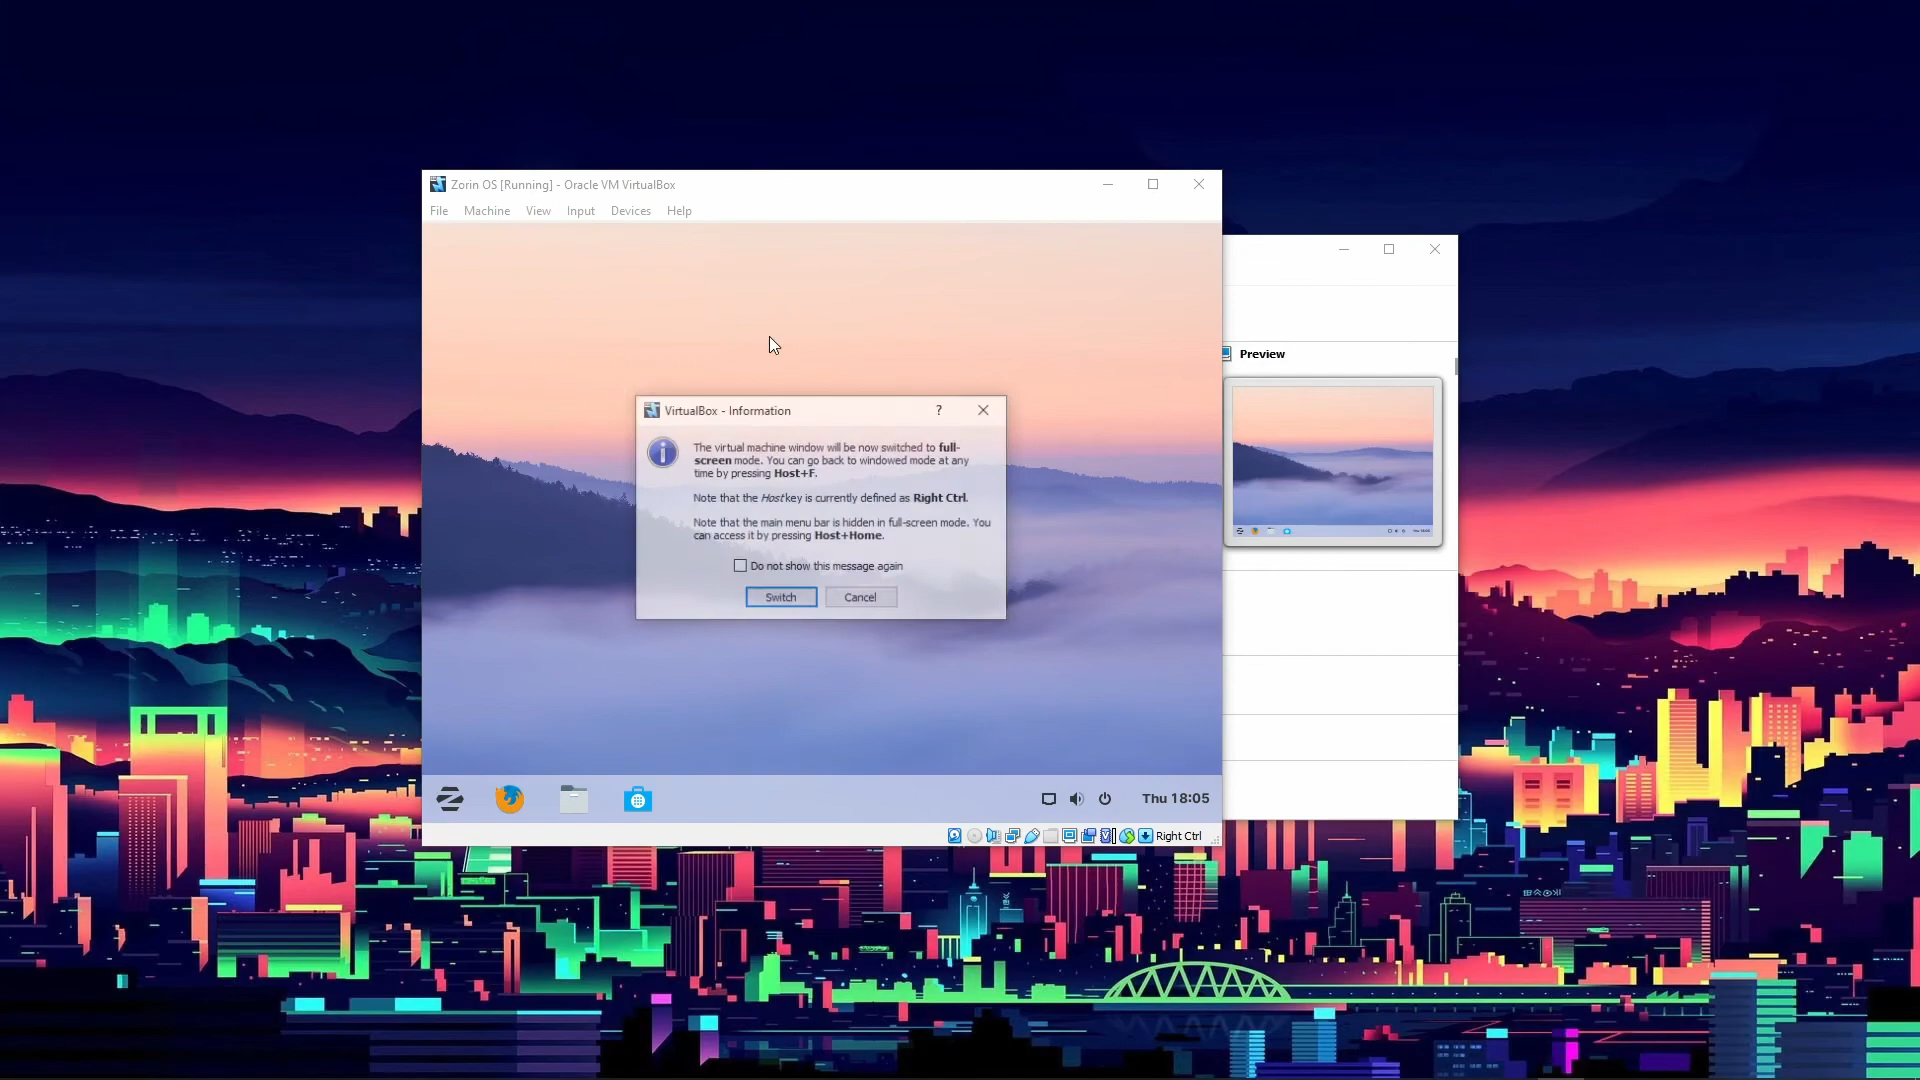 Zorin OS [Running] - Oracle VM VirtualBox
File Machine View Input Devices Help
Preview
VirtualBox - Information
?
The virtual machine window will be now switched to full-
screen mode. You can go back to windowed mode at any
time by pressing Host+F.
Note that the Host key is currently defined as Right Ctrl.
Note that the main menu bar is hidden in full-screen mode. You
can access it by pressing Host+Home.
Do not show this message again
Switch Cancel
Thu 18:05
Right Ctrl